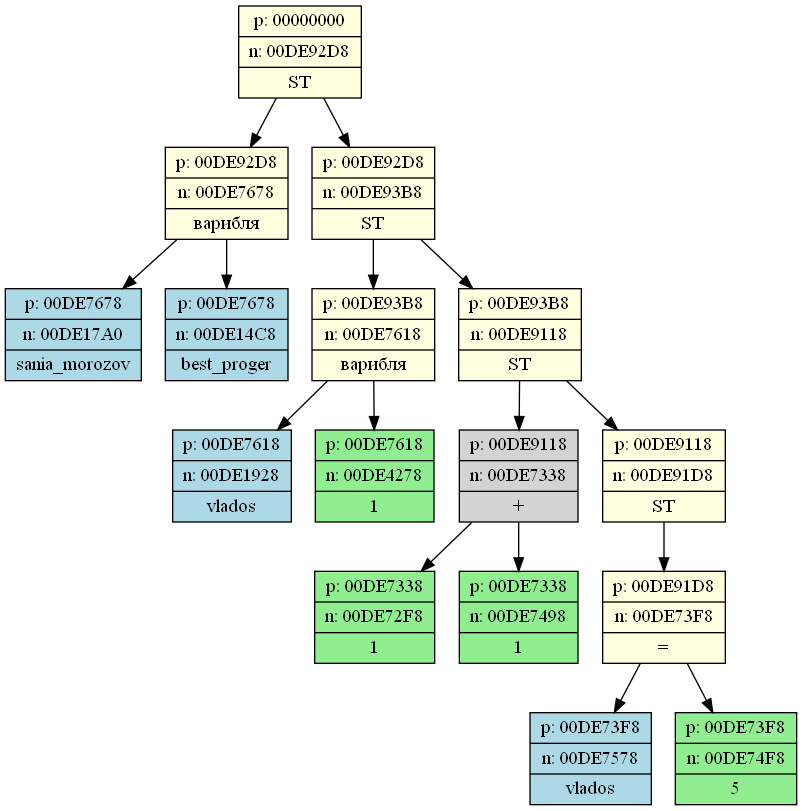 p: 00000000
n: 00DE92D8
ST
p: 00DE92D8
n: 00DE7678
варибля
p: 00DE92D8
n: 00DE93B8
ST
p: 00DE7678
n: 00DE17A0
sania_morozov
p: 00DE7678
n: 00DE14C8
best_proger
p: 00DE93B8
n: 00DE7618
варибля
p: 00DE93B8
n: 00DE9118
ST
p: 00DE7618
n: 00DE1928
vlados
p: 00DE7618
n: 00DE4278
1
p: 00DE9118
n: 00DE7338
+
p: 00DE9118
n: 00DE91D8
ST
p: 00DE7338
n: 00DE72F8
1
p: 00DE7338
n: 00DE7498
1
p: 00DE91D8
n: 00DE73F8
=
p: 00DE73F8
n: 00DE7578
vlados
p: 00DE73F8
n: 00DE74F8
5